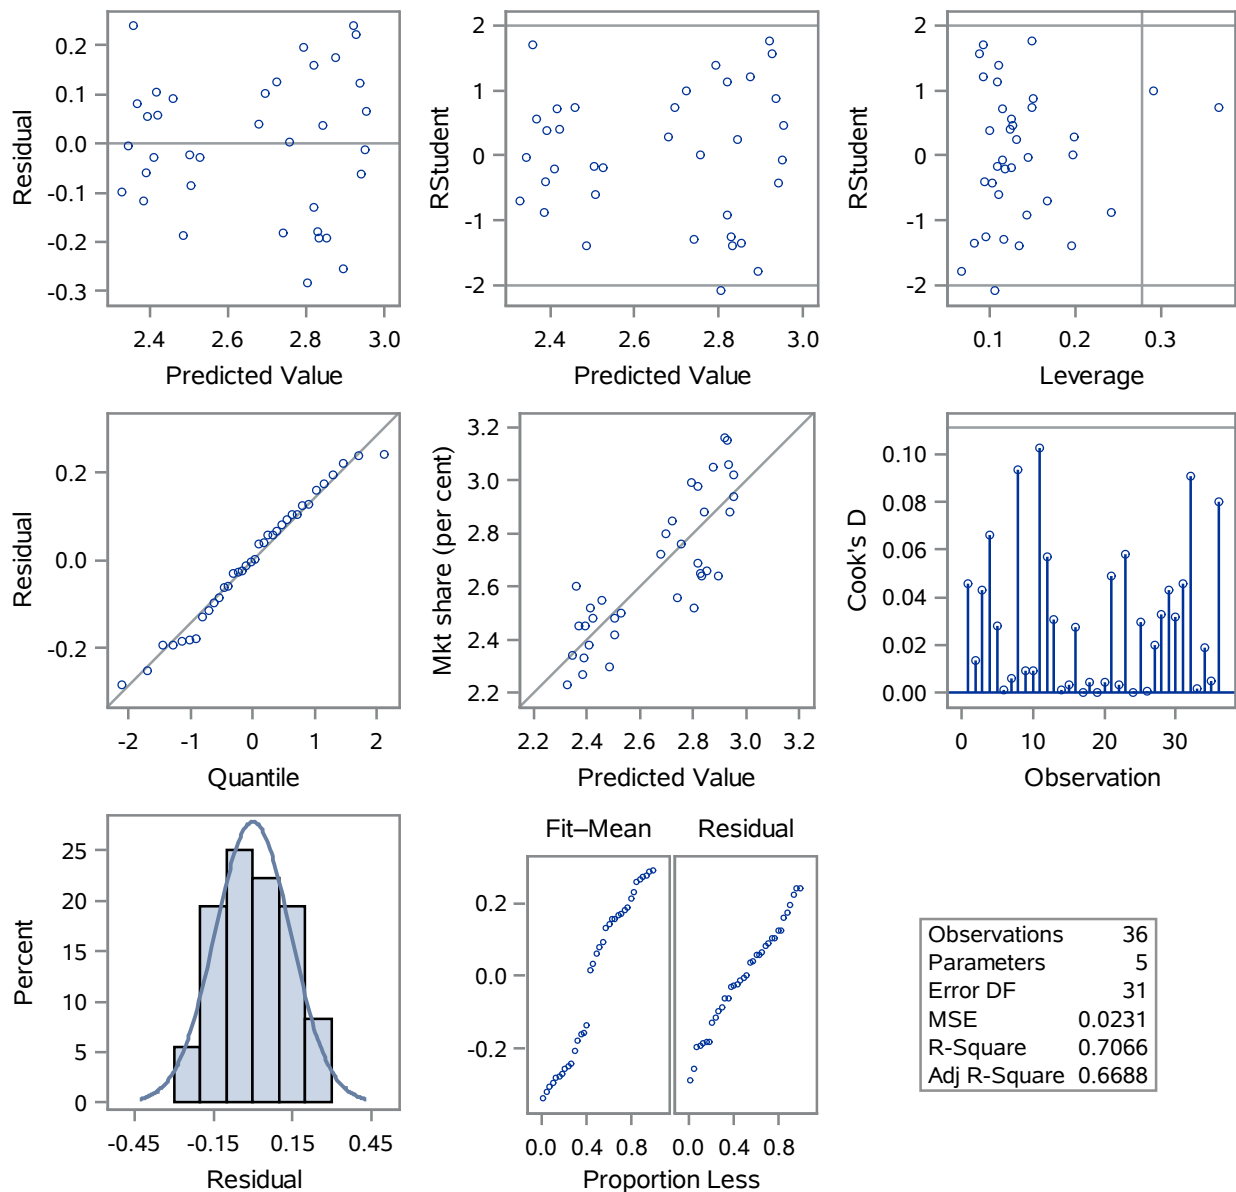 0.2
0.1
0.0
-0.1
-0.2
-0.3
Residual
2.4 2.6 2.8 3.0
Predicted Value
2
1
0
-1
-2
RStudent
2.4 2.6 2.8 3.0
Predicted Value
2
1
0
-1
-2
RStudent
0.1 0.2 0.3
Leverage
0.2
0.0
-0.2
Residual
-2 -1 0 1 2
Quantile
3.2
3.0
2.8
2.6
2.4
2.2
Mkt share (per cent)
2.2 2.4 2.6 2.8 3.0 3.2
Predicted Value
0.10
0.08
0.06
0.04
0.02
0.00
Cook's D
0 10 20 30
Observation
25
20
15
10
5
0
Percent
-0.45 -0.15 0.15 0.45
Residual
Fit–Mean Residual
0.2
0.0
-0.2
0.0 0.4 0.8 0.0 0.4 0.8
Proportion Less
Observations 36
Parameters 5
Error DF 31
MSE 0.0231
R-Square 0.7066
Adj R-Square 0.6688